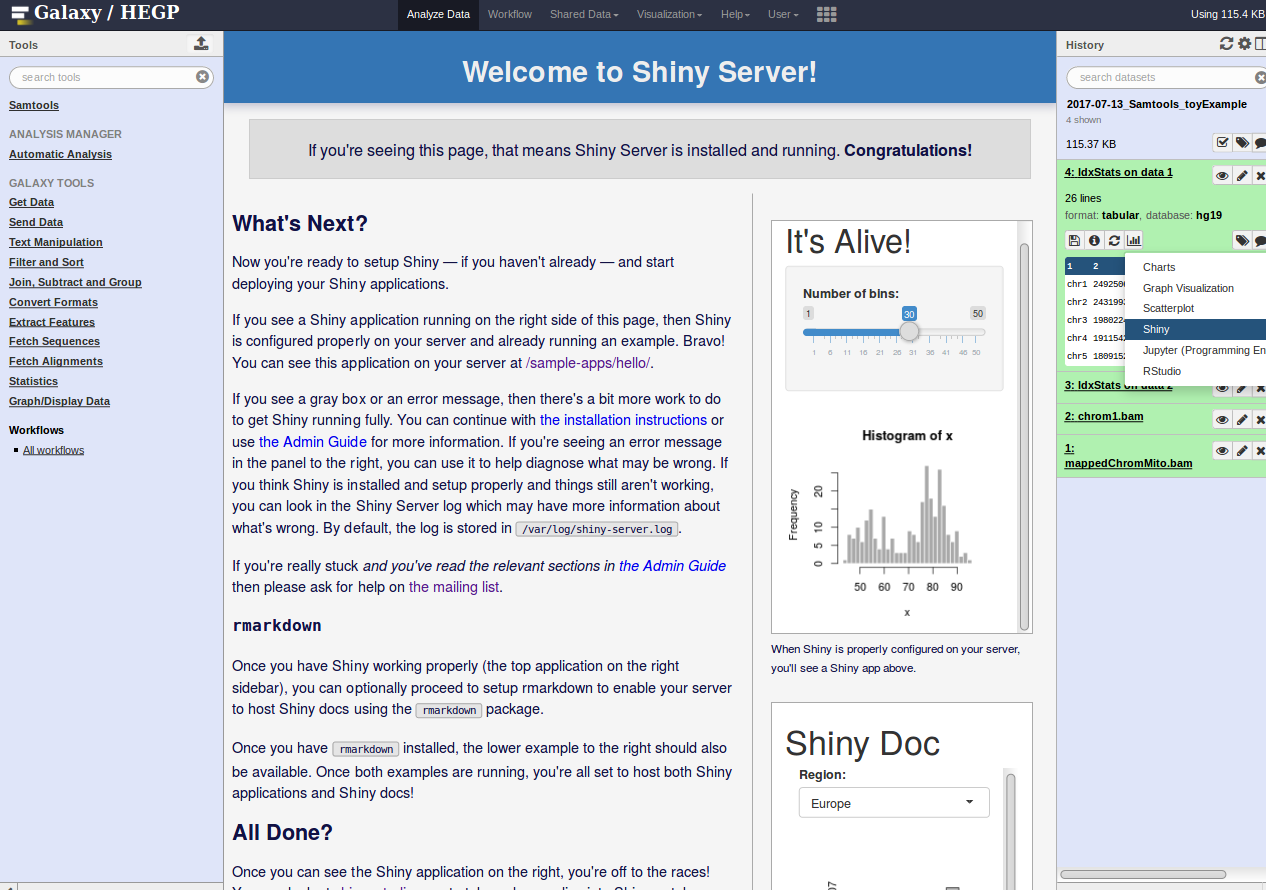 Galaxy / HEGP
Analyze Data
Workflow
Shared Data
Visualization
Help
User
Using 115.4 KB
Tools
search tools
Samtools
ANALYSIS MANAGER
Automatic Analysis
GALAXY TOOLS
Get Data
Send Data
Text Manipulation
Filter and Sort
Join, Subtract and Group
Convert Formats
Extract Features
Fetch Sequences
Fetch Alignments
Statistics
Graph/Display Data
Workflows
All workflows
Welcome to Shiny Server!
If you're seeing this page, that means Shiny Server is installed and running. Congratulations!
What's Next?
Now you're ready to setup Shiny — if you haven't already — and start
deploying your Shiny applications.
If you see a Shiny application running on the right side of this page, then Shiny
is configured properly on your server and already running an example. Bravo!
You can see this application on your server at /sample-apps/hello/.
If you see a gray box or an error message, then there's a bit more work to do
to get Shiny running fully. You can continue with the installation instructions or
use the Admin Guide for more information. If you're seeing an error message
in the panel to the right, you can use it to help diagnose what may be wrong. If
you think Shiny is installed and setup properly and things still aren't working,
you can look in the Shiny Server log which may have more information about
what's wrong. By default, the log is stored in /var/log/shiny-server.log.
If you're really stuck and you've read the relevant sections in the Admin Guide
then please ask for help on the mailing list.
rmarkdown
Once you have Shiny working properly (the top application on the right
sidebar), you can optionally proceed to setup rmarkdown to enable your server
to host Shiny docs using the rmarkdown package.
Once you have rmarkdown installed, the lower example to the right should also
be available. Once both examples are running, you're all set to host both Shiny
applications and Shiny docs!
All Done?
Once you can see the Shiny application on the right, you're off to the races!
It's Alive!
Number of bins:
1 30 50
1 6 11 16 21 26 31 36 41 46 50
Histogram of x
Frequency
20
10
5
0
50 60 70 80 90
x
When Shiny is properly configured on your server,
you'll see a Shiny app above.
Shiny Doc
Region:
Europe
History
search datasets
2017-07-13_Samtools_toyExample
4 shown
115.37 KB
4: IdxStats on data 1
26 lines
format: tabular, database: hg19
1 2
chr1 2492506
chr2 2431993
chr3 1980224
chr4 1911542
chr5 1809152
Charts
Graph Visualization
Scatterplot
Shiny
Jupyter (Programming En
RStudio
3: IdxStats on data 2
2: chrom1.bam
1:
mappedChromMito.bam